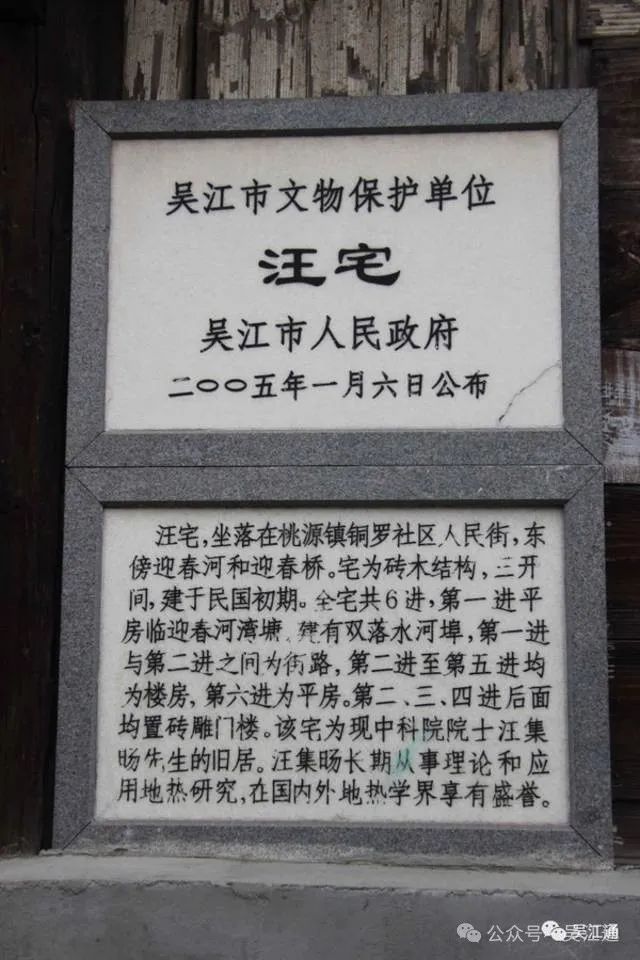 吴江市文物保护单位
汪宅
吴江市人民政府
二〇〇五年一月六日公布
汪宅，坐落在桃源镇铜罗社区人民街，东
傍迎春河和迎春桥。宅为砖木结构，三开
间，建于民国初期。全宅共6进，第一进平
房临迎春河湾塘、建有双落水河埠，第一进
与第二进之间为街路，第二进至第五进均
为楼房，第六进为平房。第二、三、四进后面
均置砖雕门楼。该宅为现中科院院士汪集
旸先生的旧居。汪集旸长期从事理论和应
用地热研究，在国内外地热学界享有盛誉。
公众号·吴江通
吴江通